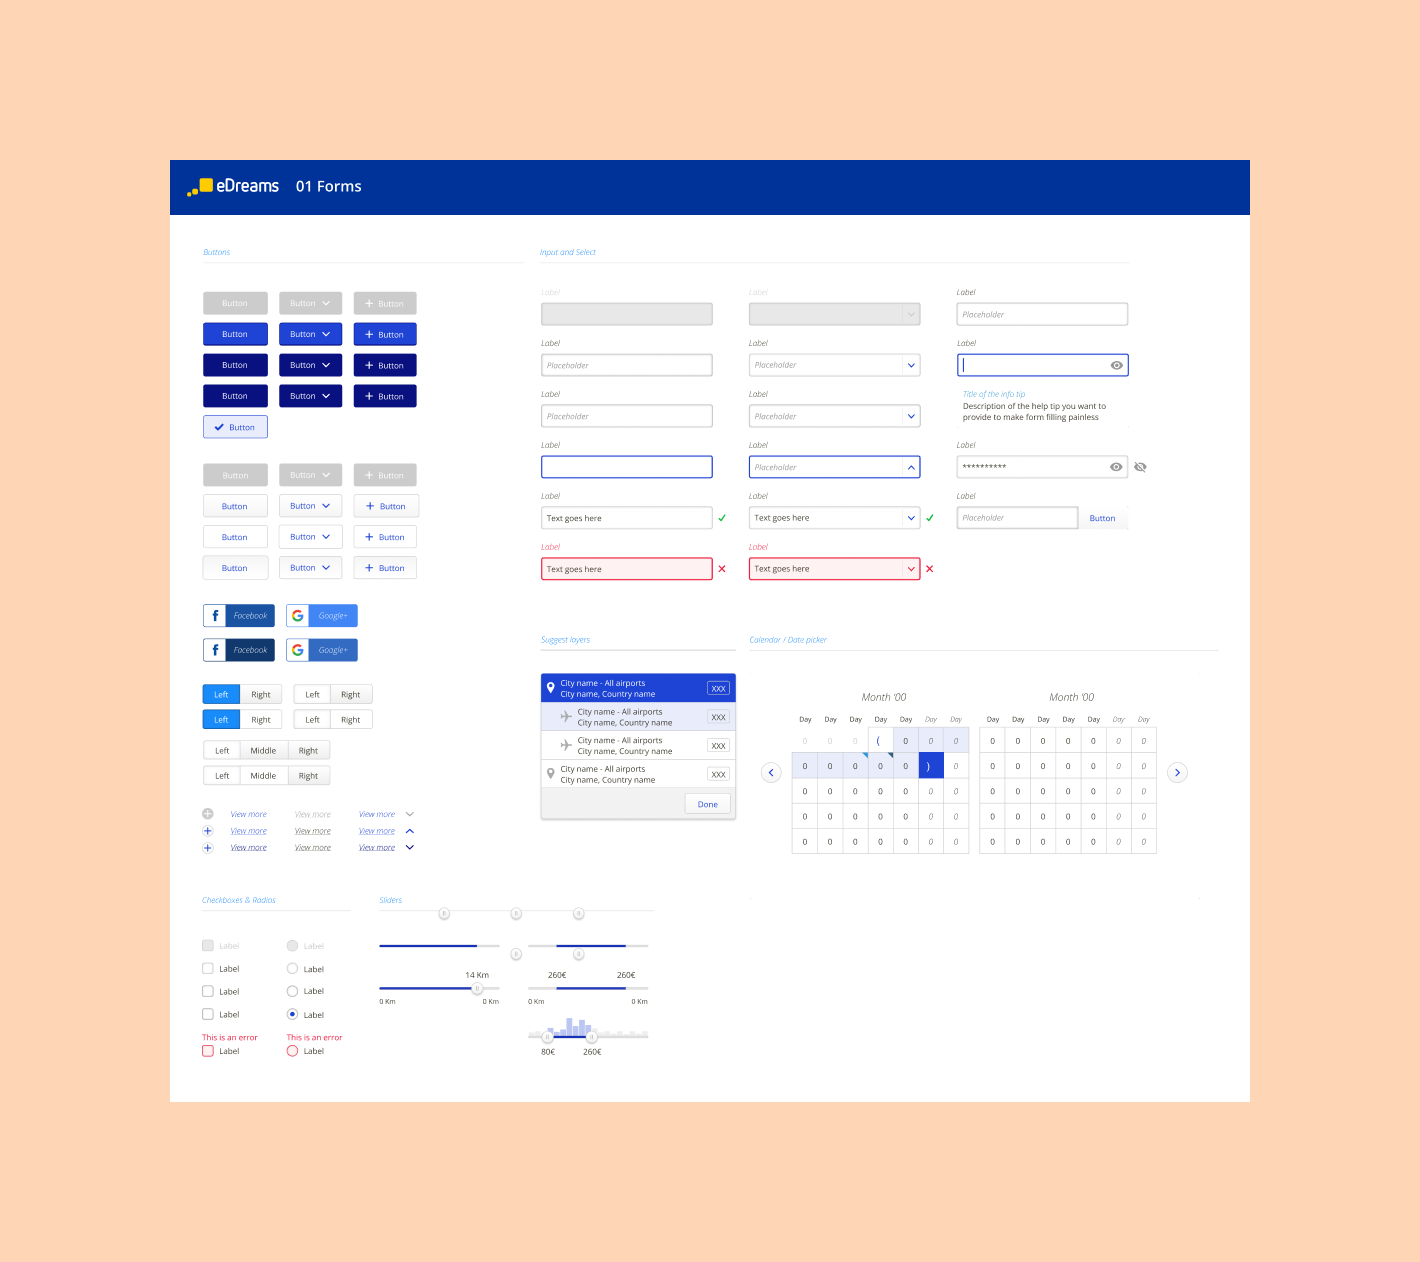 eDreams 01 Forms
Buttons
Button Button + Button
Button Button + Button
Button Button + Button
Button Button + Button
Button
Button Button + Button
Button Button + Button
Button Button + Button
Button Button + Button
Facebook Google+
Facebook Google+
Left Right Left Right
Left Right Left Right
Left Middle Right
Left Middle Right
View more View more View more
View more View more View more
View more View more View more
Input and Select
Label Label Label
Placeholder
Label Label Label
Placeholder Placeholder
Label Label
Placeholder Placeholder
Title of the info tip
Description of the help tip you want to
provide to make form filling painless
Label Label Label
Placeholder **********
Label Label Label
Text goes here Text goes here Placeholder Button
Label Label
Text goes here Text goes here
Suggest layers
City name - All airports
City name, Country name XXX
City name - All airports
City name, Country name XXX
City name - All airports
City name, Country name XXX
City name - All airports
City name, Country name XXX
Done
Calendar / Date picker
Month '00 Month '00
Day Day Day Day Day Day Day Day Day Day Day Day Day Day
0 0 0 ( 0 0 0 0 0 0 0 0 0 0
0 0 0 0 0 ) 0 0 0 0 0 0 0 0
0 0 0 0 0 0 0 0 0 0 0 0 0 0
0 0 0 0 0 0 0 0 0 0 0 0 0 0
0 0 0 0 0 0 0 0 0 0 0 0 0 0
Checkboxes & Radios
Label Label
Label Label
Label Label
Label Label
This is an error This is an error
Label Label
Sliders
14 Km 260€ 260€
0 Km 0 Km 0 Km 0 Km
80€ 260€